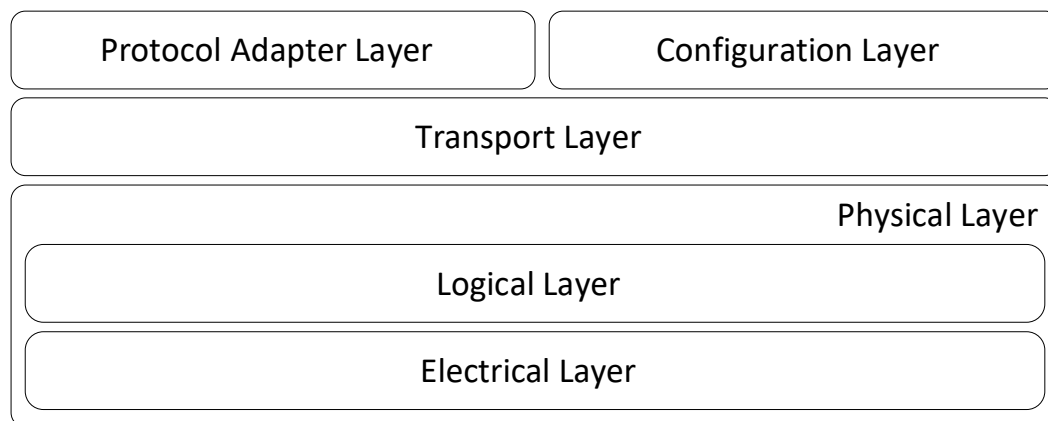 Protocol Adapter Layer
Configuration Layer
Transport Layer
Physical Layer
Logical Layer
Electrical Layer